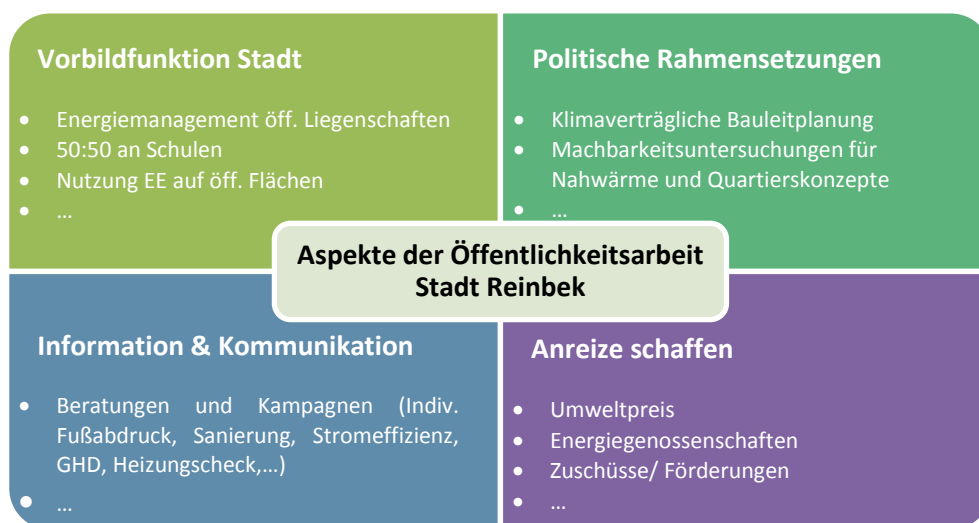 Vorbildfunktion Stadt
• Energiemanagement öff. Liegenschaften
• 50:50 an Schulen
• Nutzung EE auf öff. Flächen
• …
Politische Rahmensetzungen
• Klimaverträgliche Bauleitplanung
• Machbarkeitsuntersuchungen für
Nahwärme und Quartierskonzepte
• …
Aspekte der Öffentlichkeitsarbeit
Stadt Reinbek
Information & Kommunikation
• Beratungen und Kampagnen (Indiv.
Fußabdruck, Sanierung, Stromeffizienz,
GHD, Heizungscheck,…)
• …
Anreize schaffen
• Umweltpreis
• Energiegenossenschaften
• Zuschüsse/ Förderungen
• …